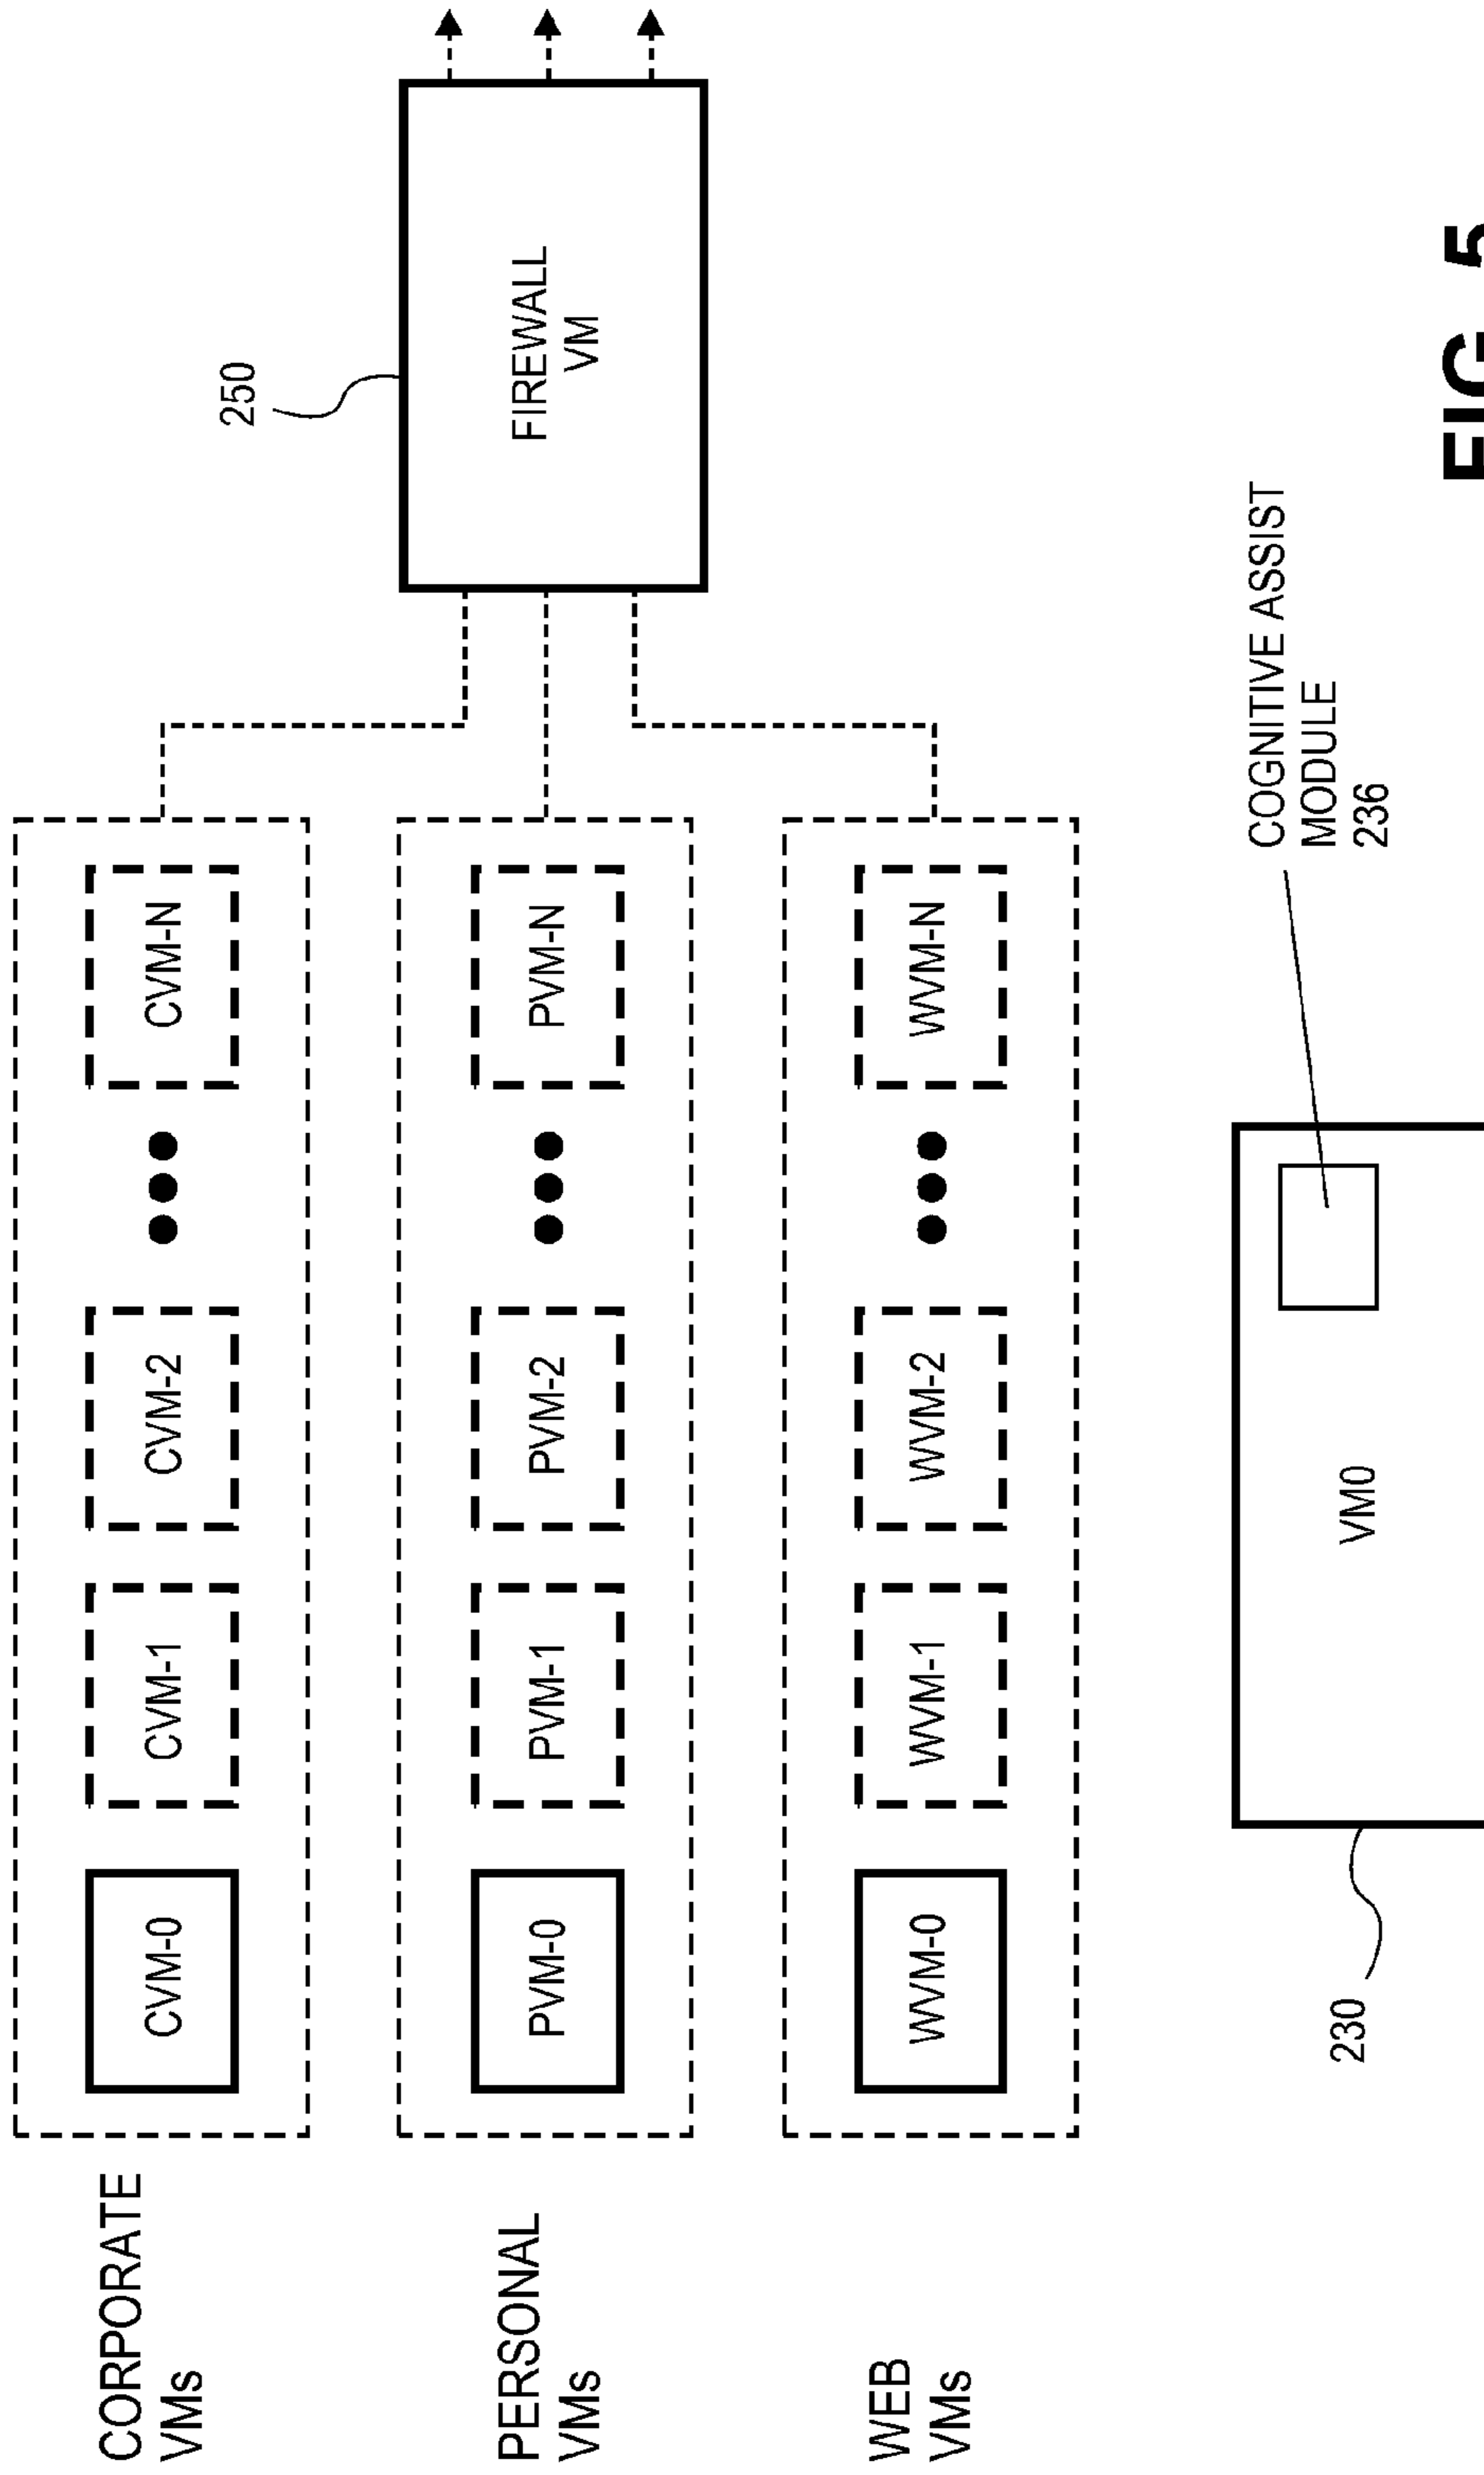 CORPORATE
VMs
CVM-0
CVM-1
CVM-2
CVM-N
250
FIREWALL
VM
PERSONAL
VMs
PVM-0
PVM-1
PVM-2
PVM-N
WEB
VMs
WVM-0
WVM-1
WVM-2
WVM-N
230
VM0
COGNITIVE ASSIST
MODULE
236
FIG. 5